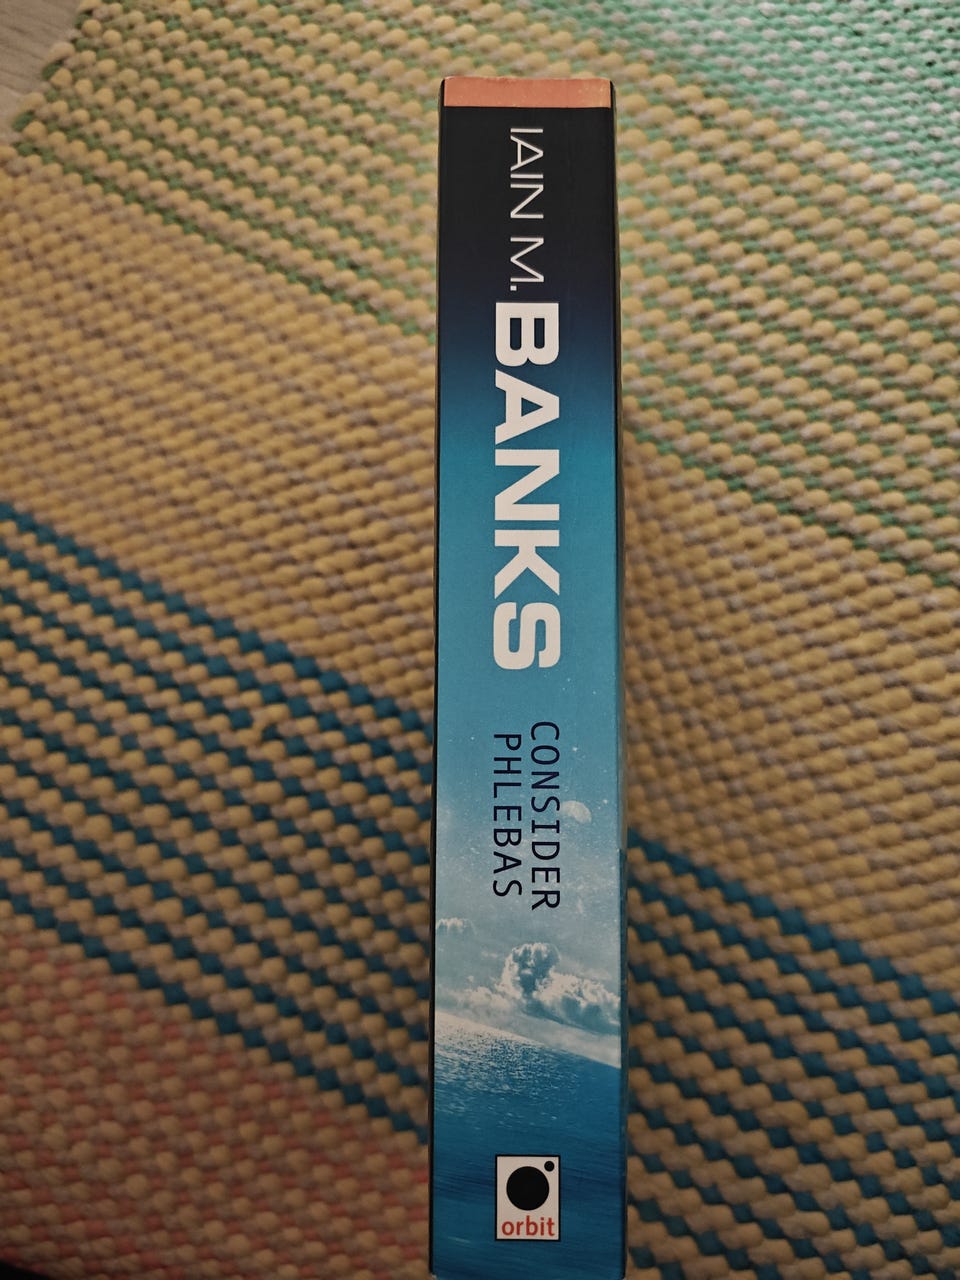 IAIN M. BANKS
CONSIDER
PHLEBAS
orbit